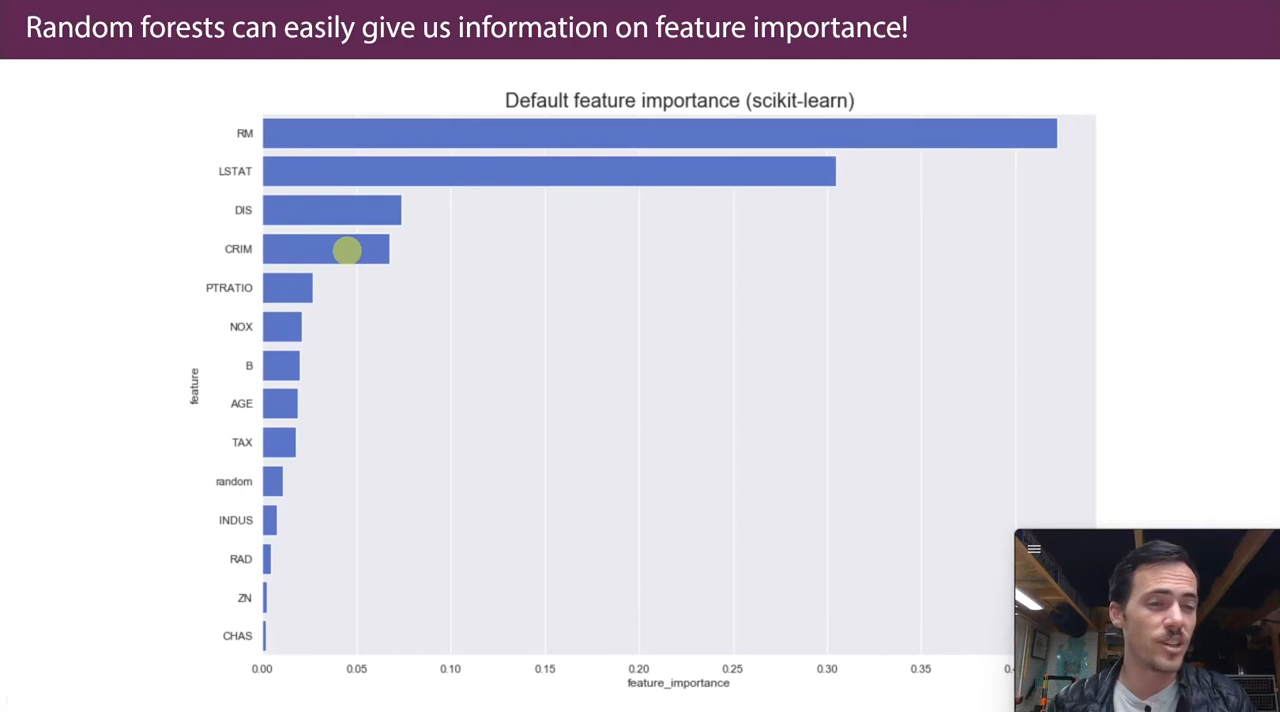 Random forests can easily give us information on feature importance!
Default feature importance (scikit-learn)
RM
LSTAT
DIS
CRIM
PTRATIO
NOX
B
AGE
TAX
random
INDUS
RAD
ZN
CHAS
feature
0.00 0.05 0.10 0.15 0.20 0.25 0.30 0.35
feature_importance